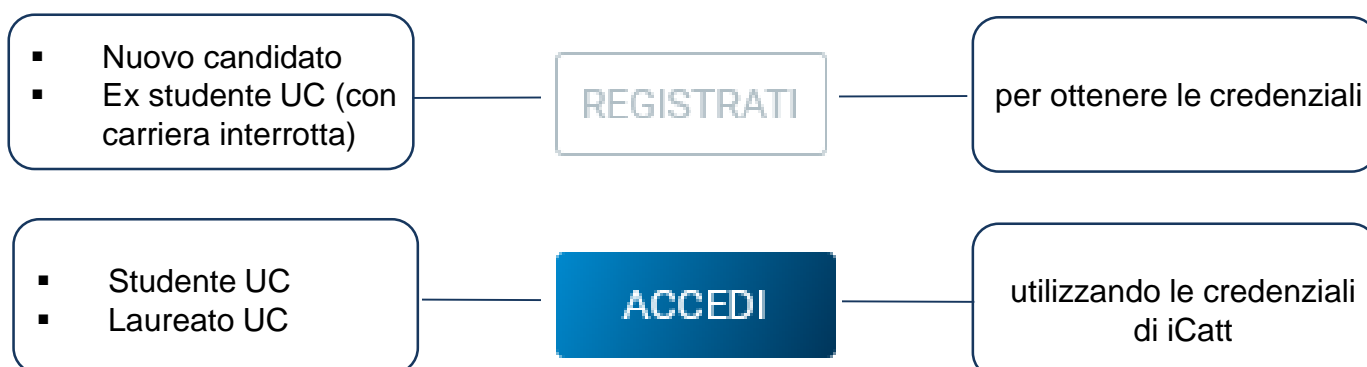 ▪ Nuovo candidato
▪ Ex studente UC (con
carriera interrotta)
REGISTRATI
per ottenere le credenziali
▪ Studente UC
▪ Laureato UC
ACCEDI
utilizzando le credenziali
di iCatt